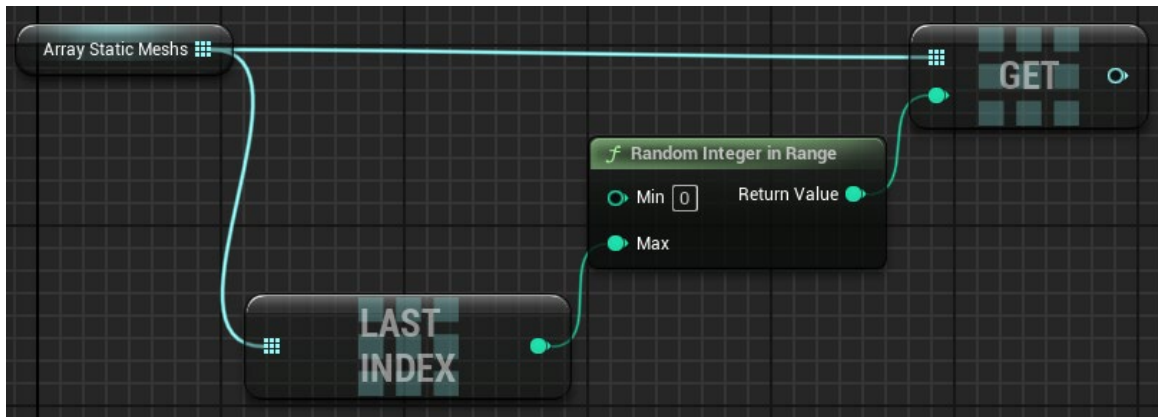 Array Static Meshs
GET
f Random Integer in Range
Min 0 Return Value
Max
LAST
INDEX